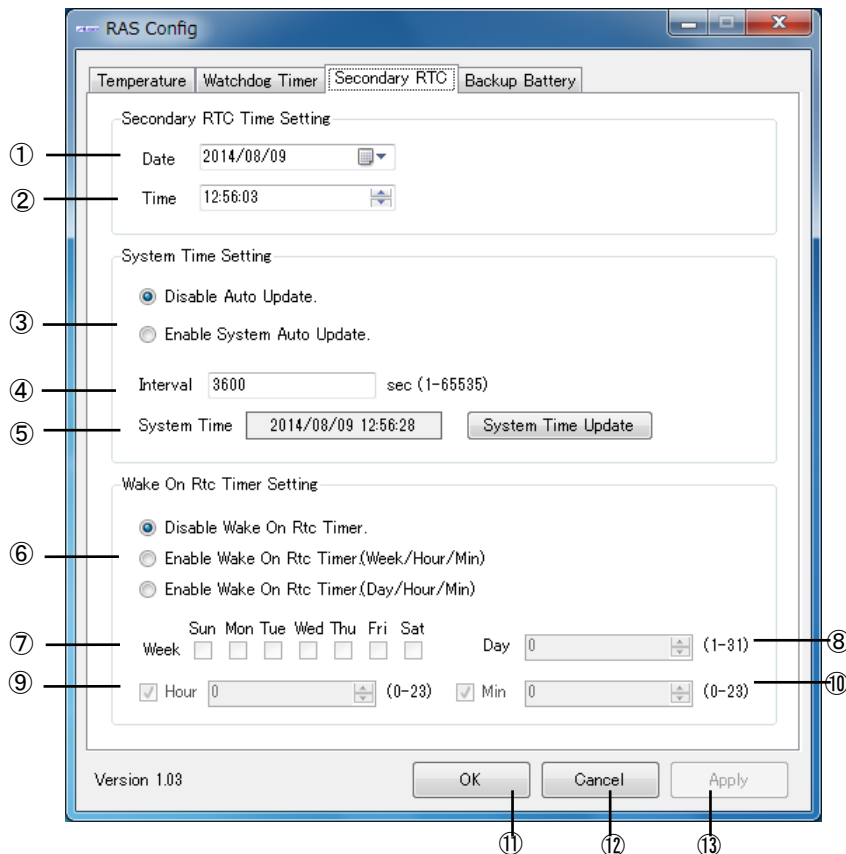 RAS Config
Temperature Watchdog Timer Secondary RTC Backup Battery
Secondary RTC Time Setting
① Date 2014/08/09
② Time 12:56:03
System Time Setting
Disable Auto Update.
③
Enable System Auto Update.
④ Interval 3600 sec (1-65535)
⑤ System Time 2014/08/09 12:56:28 System Time Update
Wake On Rtc Timer Setting
Disable Wake On Rtc Timer.
⑥ Enable Wake On Rtc Timer.(Week/Hour/Min)
Enable Wake On Rtc Timer.(Day/Hour/Min)
Sun Mon Tue Wed Thu Fri Sat
⑦ Week Day 0 (1-31) ⑧
⑨ Hour 0 (0-23) Min 0 (0-23) ⑩
Version 1.03 OK Cancel Apply
⑪ ⑫ ⑬